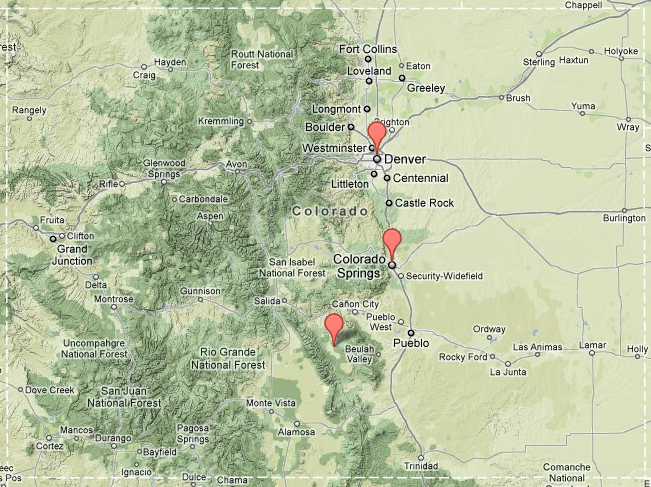 Chappell
Fort Collins
Routt National
Forest
Holyoke
Sterling
Haxtun
Hayden
Craig
Eaton
Loveland
Greeley
Rangely
Brush
Longmont
Yuma
Kremmling
Boulder
Wray
Westminster
Denver
Glenwood
Springs
Avon
Centennial
Littleton
Rifle
Carbondale
Castle Rock
Aspen
Colorado
Burlington
Fruita
Clifton
Grand
Junction
Colorado
Springs
San Isabel
National Forest
Security-Widefield
Delta
Gunnison
Montrose
Salida
Cañon City
Pueblo
West
Ordway
Uncompahgre
National Forest
Pueblo
Rio Grande
National Forest
Beulah
Valley
Rocky Ford
Las Animas
Lamar
Holly
La Junta
Dove Creek
San Juan
National Forest
Monte Vista
Mancos
Cortez
Durango
Pagosa
Springs
Alamosa
Bayfield
Ignacio
Trinidad
Comanche
National
Dulce
Chama